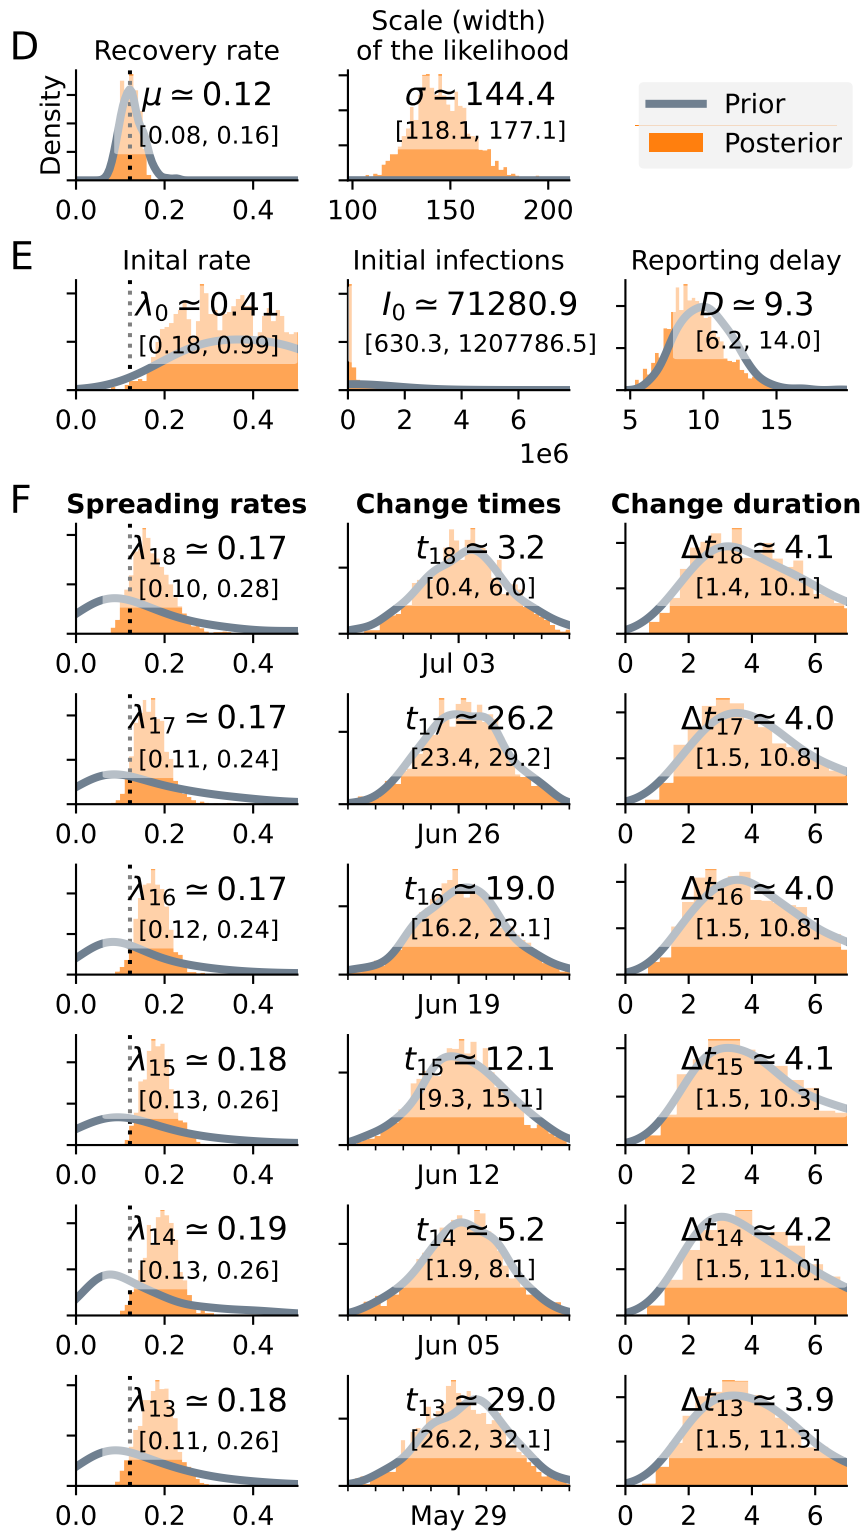 D
Recovery rate
Density
μ ≃ 0.12
[0.08, 0.16]
0.0 0.2 0.4
Scale (width)
of the likelihood
σ ≃ 144.4
[118.1, 177.1]
100 150 200
Prior
Posterior
E
Inital rate
λ0 ≃ 0.41
[0.18, 0.99]
0.0 0.2 0.4
Initial infections
I0 ≃ 71280.9
[630.3, 1207786.5]
0 2 4 6
1e6
Reporting delay
D ≃ 9.3
[6.2, 14.0]
5 10 15
F
Spreading rates Change times Change duration
λ18 ≃ 0.17
[0.10, 0.28]
0.0 0.2 0.4
t18 ≃ 3.2
[0.4, 6.0]
Jul 03
Δt18 ≃ 4.1
[1.4, 10.1]
0 2 4 6
λ17 ≃ 0.17
[0.11, 0.24]
0.0 0.2 0.4
t17 ≃ 26.2
[23.4, 29.2]
Jun 26
Δt17 ≃ 4.0
[1.5, 10.8]
0 2 4 6
λ16 ≃ 0.17
[0.12, 0.24]
0.0 0.2 0.4
t16 ≃ 19.0
[16.2, 22.1]
Jun 19
Δt16 ≃ 4.0
[1.5, 10.8]
0 2 4 6
λ15 ≃ 0.18
[0.13, 0.26]
0.0 0.2 0.4
t15 ≃ 12.1
[9.3, 15.1]
Jun 12
Δt15 ≃ 4.1
[1.5, 10.3]
0 2 4 6
λ14 ≃ 0.19
[0.13, 0.26]
0.0 0.2 0.4
t14 ≃ 5.2
[1.9, 8.1]
Jun 05
Δt14 ≃ 4.2
[1.5, 11.0]
0 2 4 6
λ13 ≃ 0.18
[0.11, 0.26]
0.0 0.2 0.4
t13 ≃ 29.0
[26.2, 32.1]
May 29
Δt13 ≃ 3.9
[1.5, 11.3]
0 2 4 6